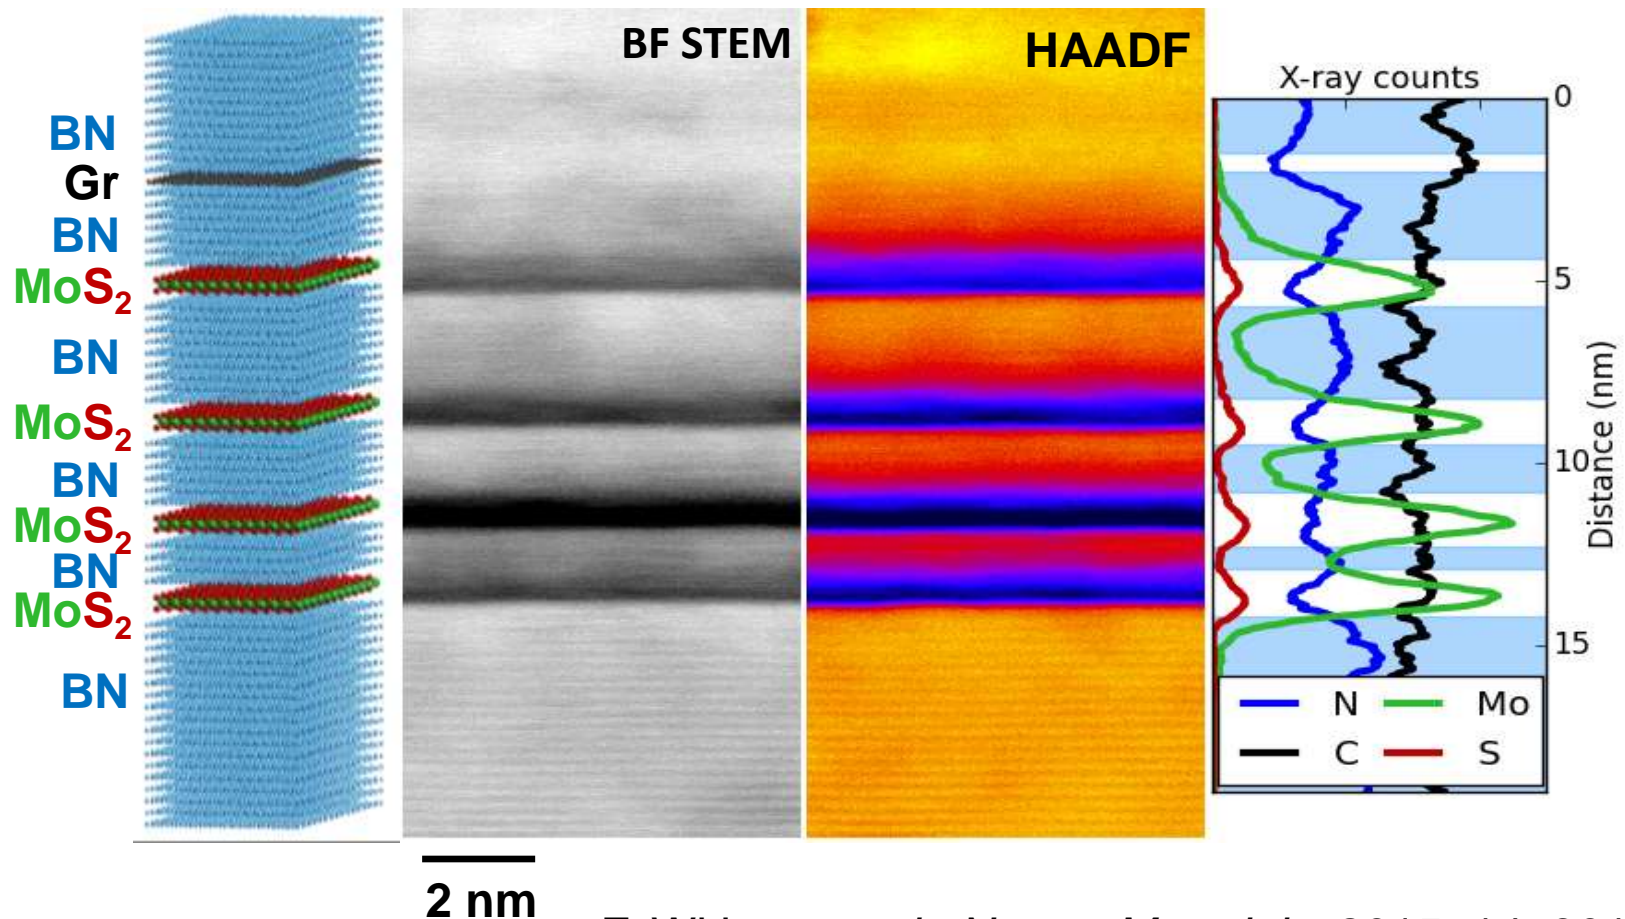 BN
Gr
BN
MoS2
BN
MoS2
BN
MoS2
BN
MoS2
BN
BF STEM
HAADF
X-ray counts
0
5
10
15
Distance (nm)
N
Mo
C
S
2 nm